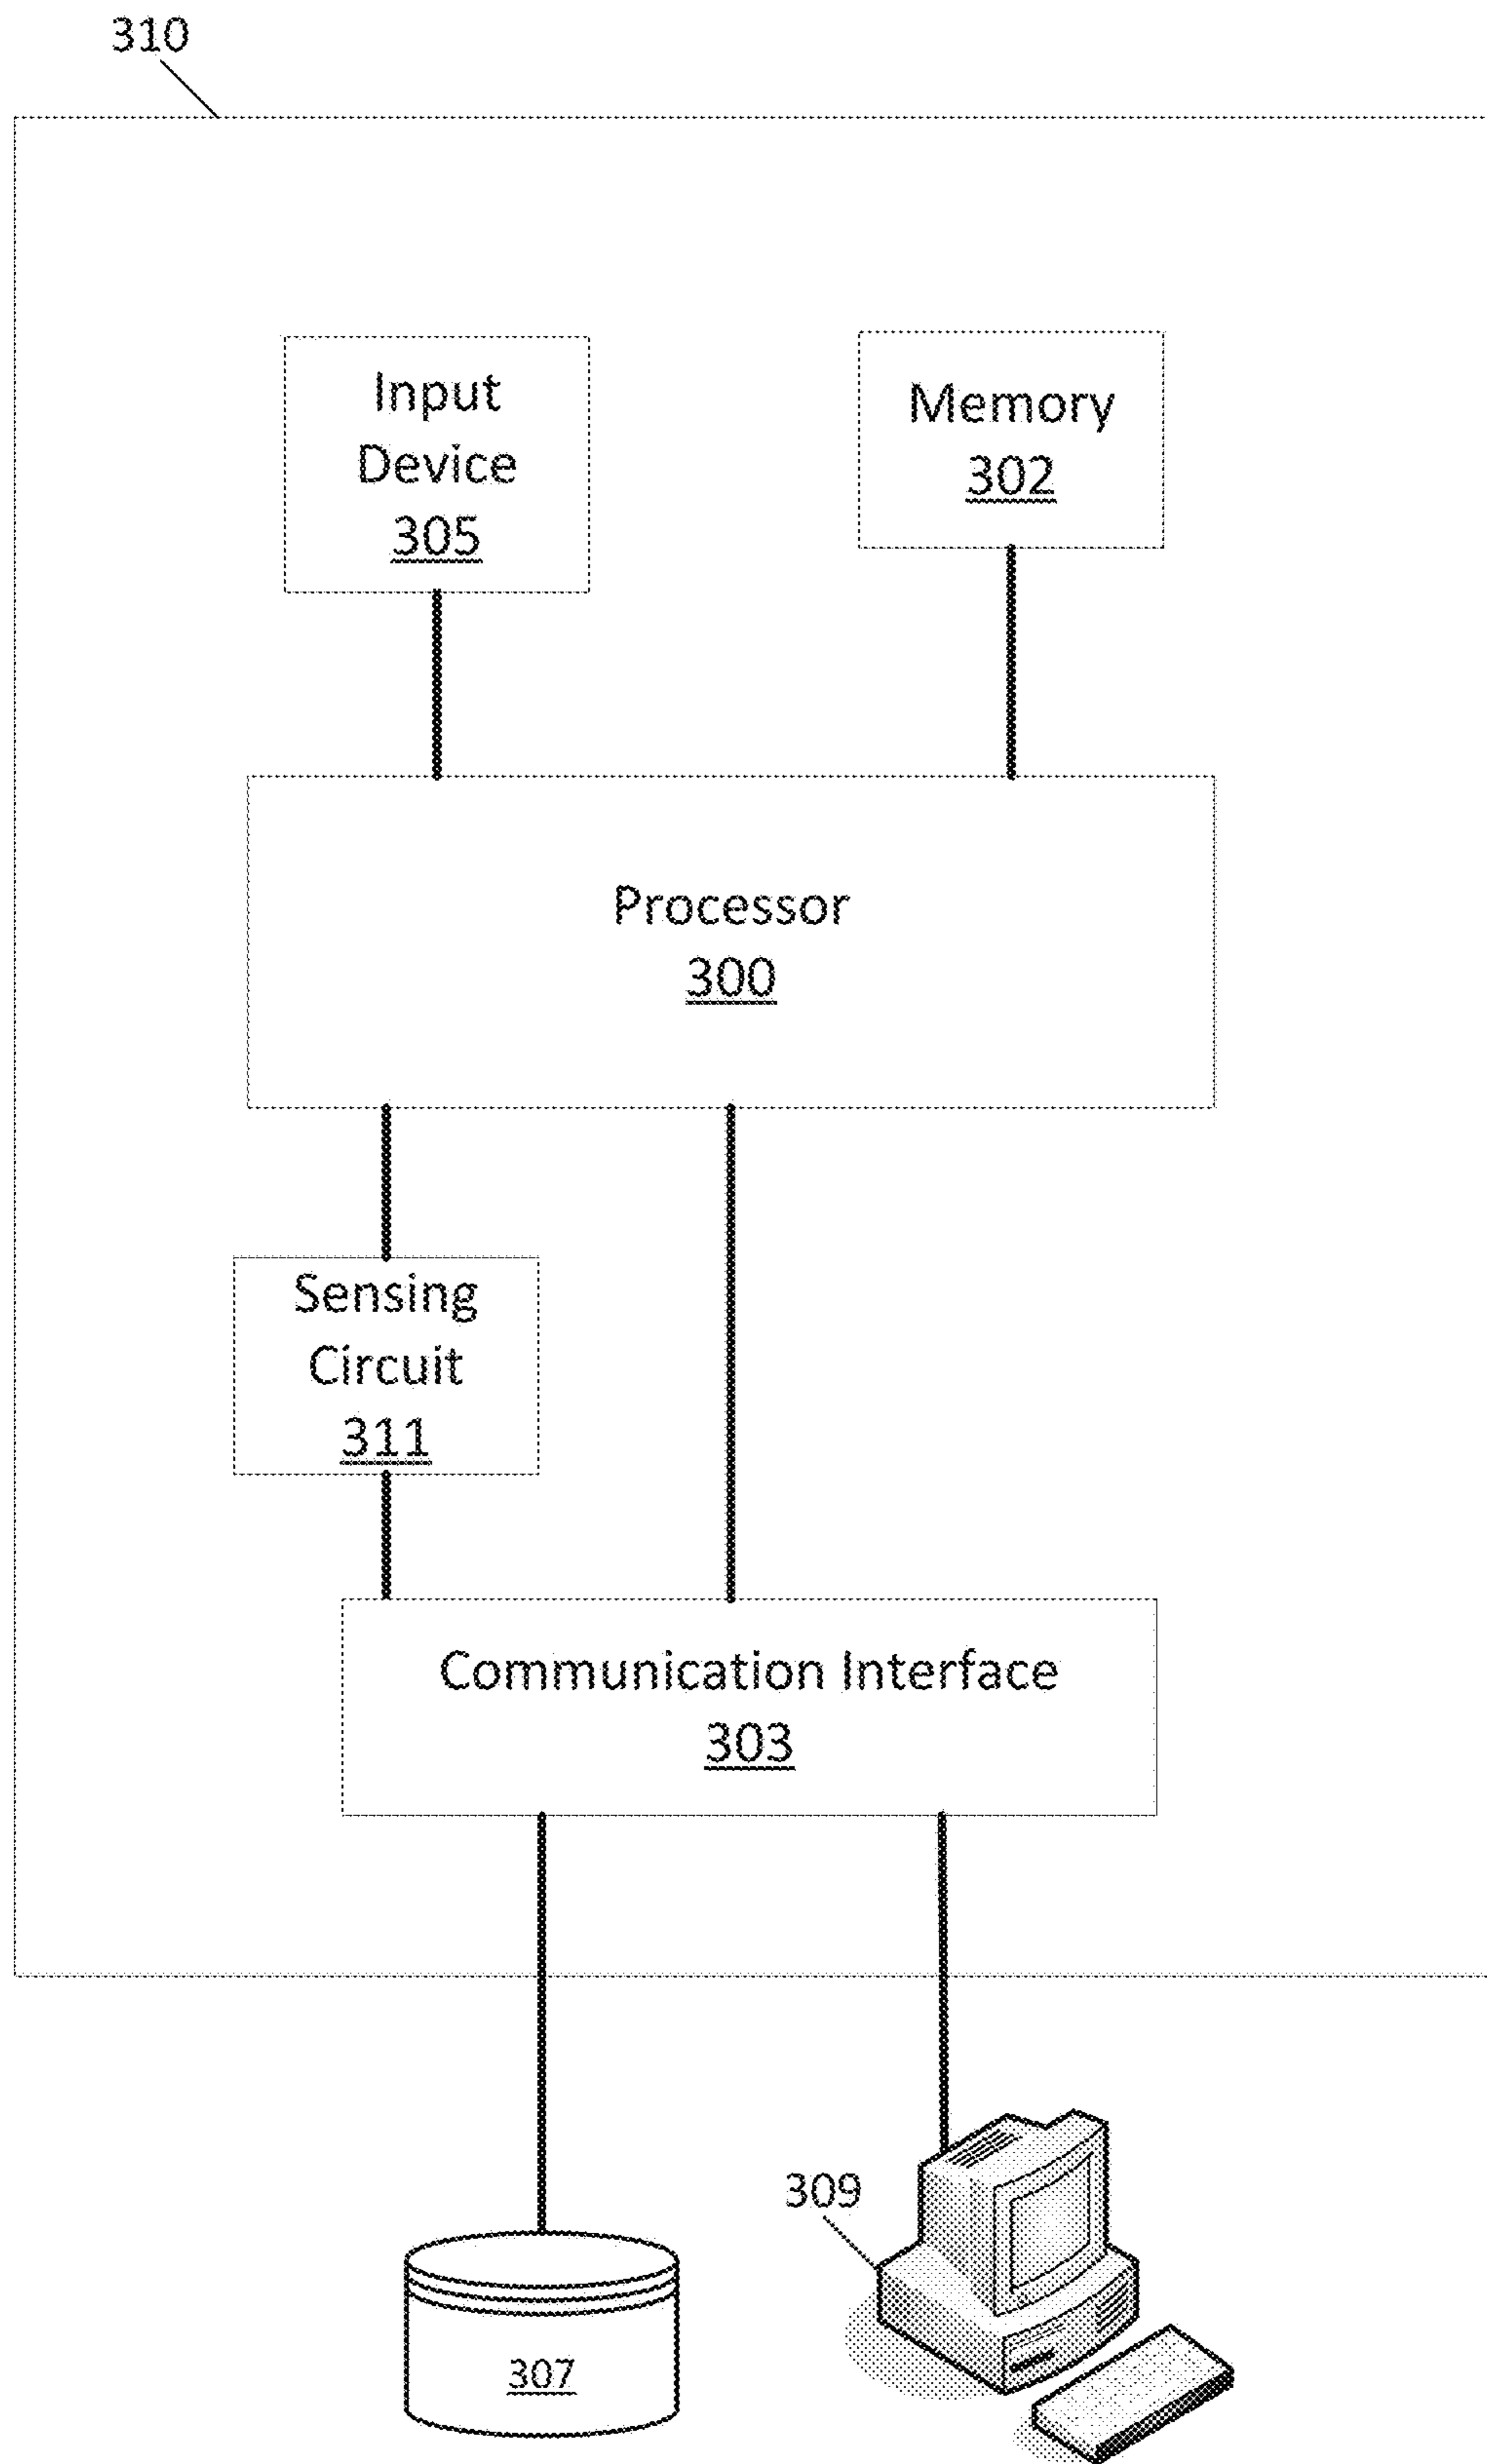 310
Input
Device
305
Memory
302
Processor
300
Sensing
Circuit
311
Communication Interface
303
309
307